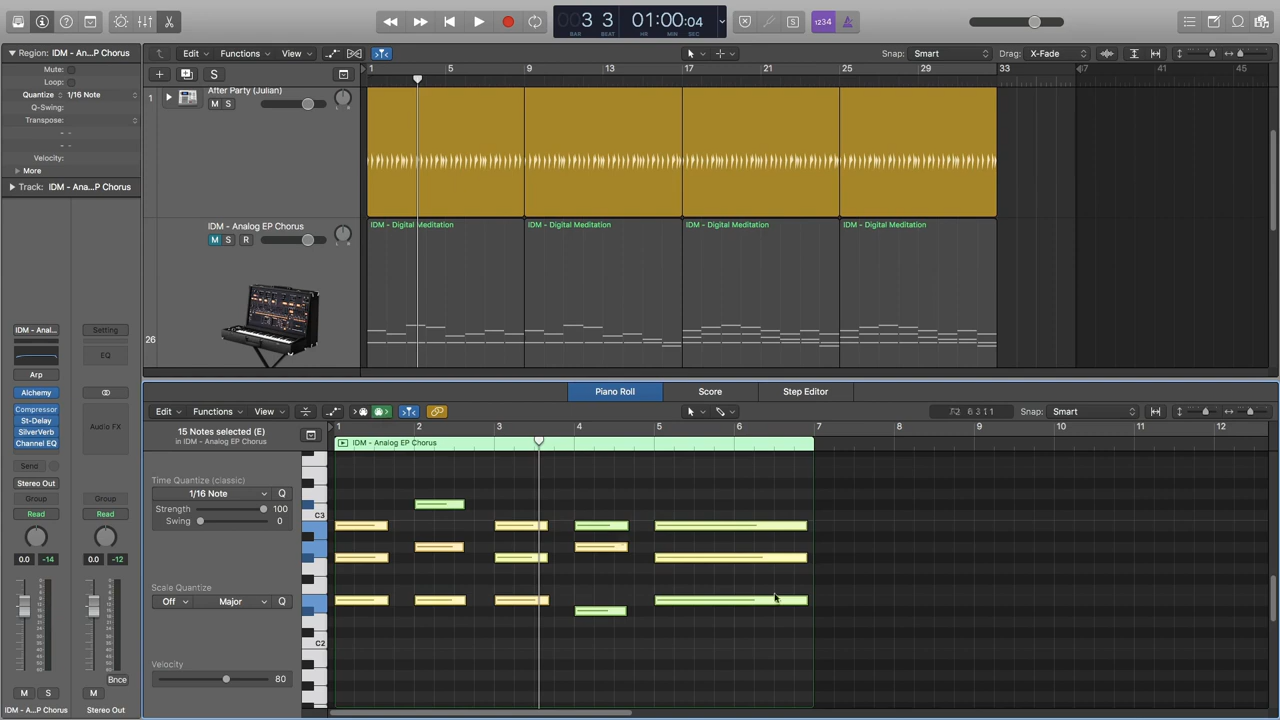 3 3
BAR BEAT
01:00:04
HR MIN SEC
1234
Region: IDM - An...P Chorus
Edit Functions View
Snap: Smart
Drag: X-Fade
Mute:
Loop:
Quantize 1/16 Note
Q-Swing:
Transpose:
Velocity:
More
Track: IDM - Ana...P Chorus
S
1 5 9 13 17 21 25 29 33 37 41 45
1
After Party (Julian)
M S
IDM - Analog EP Chorus
M S R
26
IDM - Digital Meditation
IDM - Digital Meditation
IDM - Digital Meditation
IDM - Digital Meditation
IDM - Anal...
Setting
EQ
Arp
Alchemy
Compressor
St-Delay
SilverVerb
Channel EQ
Audio FX
Send
Stereo Out
Group Group
Read Read
0.0 -14 0.0 -12
Bnce
M S M
IDM - A...P Chorus
Stereo Out
Piano Roll Score Step Editor
Edit Functions View
F2 6 3 1 1
Snap: Smart
15 Notes selected (E)
in IDM - Analog EP Chorus
1 2 3 4 5 6 7 8 9 10 11 12
IDM - Analog EP Chorus
Time Quantize (classic)
1/16 Note Q
Strength 100
Swing 0
Scale Quantize
Off Major Q
Velocity
80
C3
C2